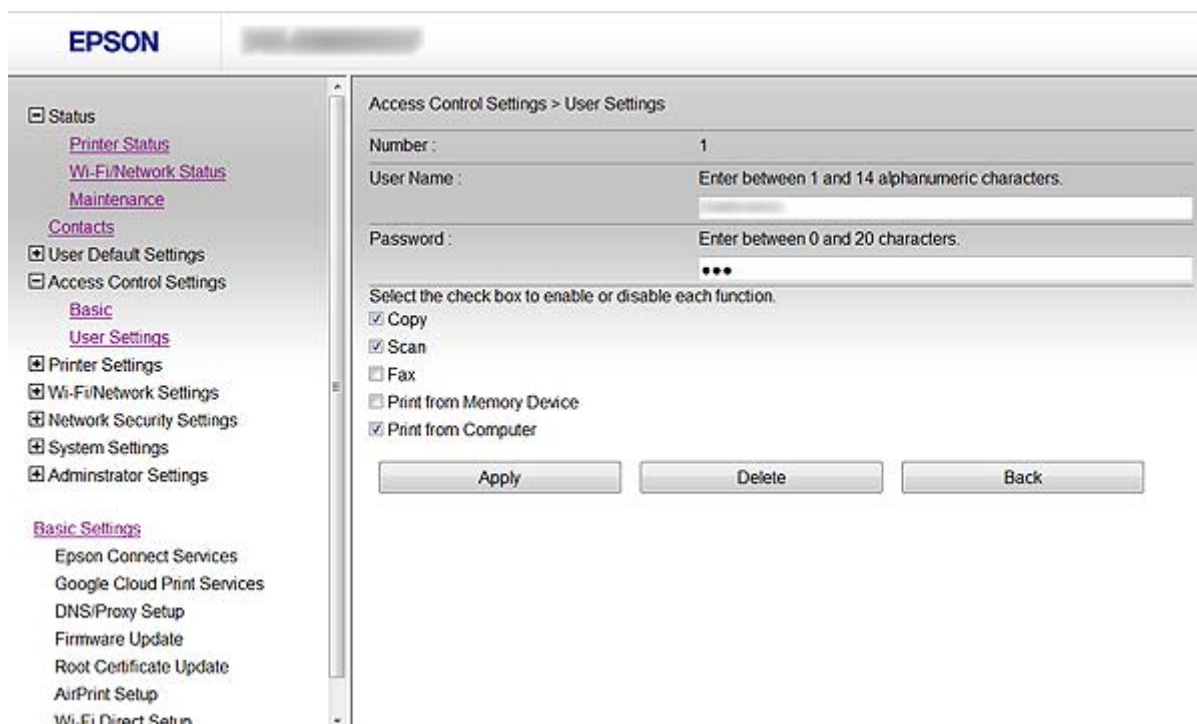 EPSON
Status
Printer Status
Wi-Fi/Network Status
Maintenance
Contacts
User Default Settings
Access Control Settings
Basic
User Settings
Printer Settings
Wi-Fi/Network Settings
Network Security Settings
System Settings
Adminstrator Settings
Basic Settings
Epson Connect Services
Google Cloud Print Services
DNS/Proxy Setup
Firmware Update
Root Certificate Update
AirPrint Setup
Wi-Fi Direct Setup
Access Control Settings > User Settings
Number : 1
User Name : Enter between 1 and 14 alphanumeric characters.
Password : Enter between 0 and 20 characters.
•••
Select the check box to enable or disable each function.
Copy
Scan
Fax
Print from Memory Device
Print from Computer
Apply Delete Back